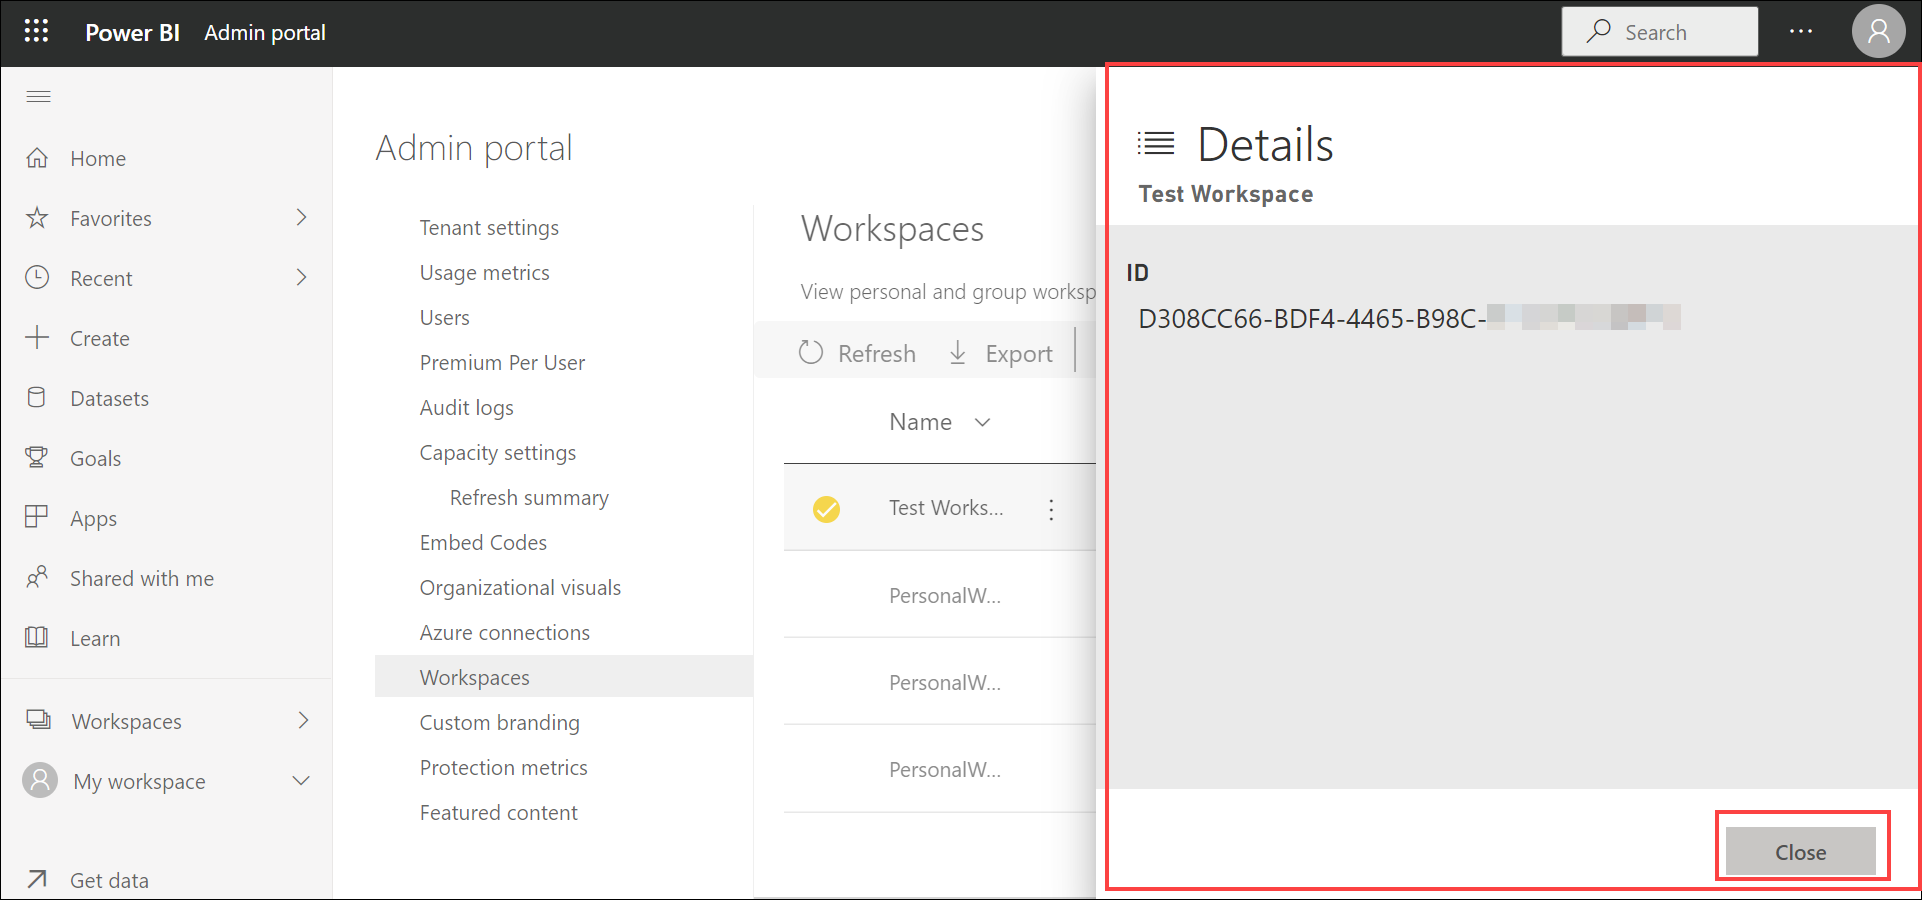 Power BI Admin portal
Search
Home
Favorites
Recent
Create
Datasets
Goals
Apps
Shared with me
Learn
Workspaces
My workspace
Get data
Admin portal
Tenant settings
Usage metrics
Users
Premium Per User
Audit logs
Capacity settings
Refresh summary
Embed Codes
Organizational visuals
Azure connections
Workspaces
Custom branding
Protection metrics
Featured content
Workspaces
View personal and group worksp
Refresh Export
Name
Test Works...
PersonalW...
PersonalW...
PersonalW...
Details
Test Workspace
ID
D308CC66-BDF4-4465-B98C-
Close